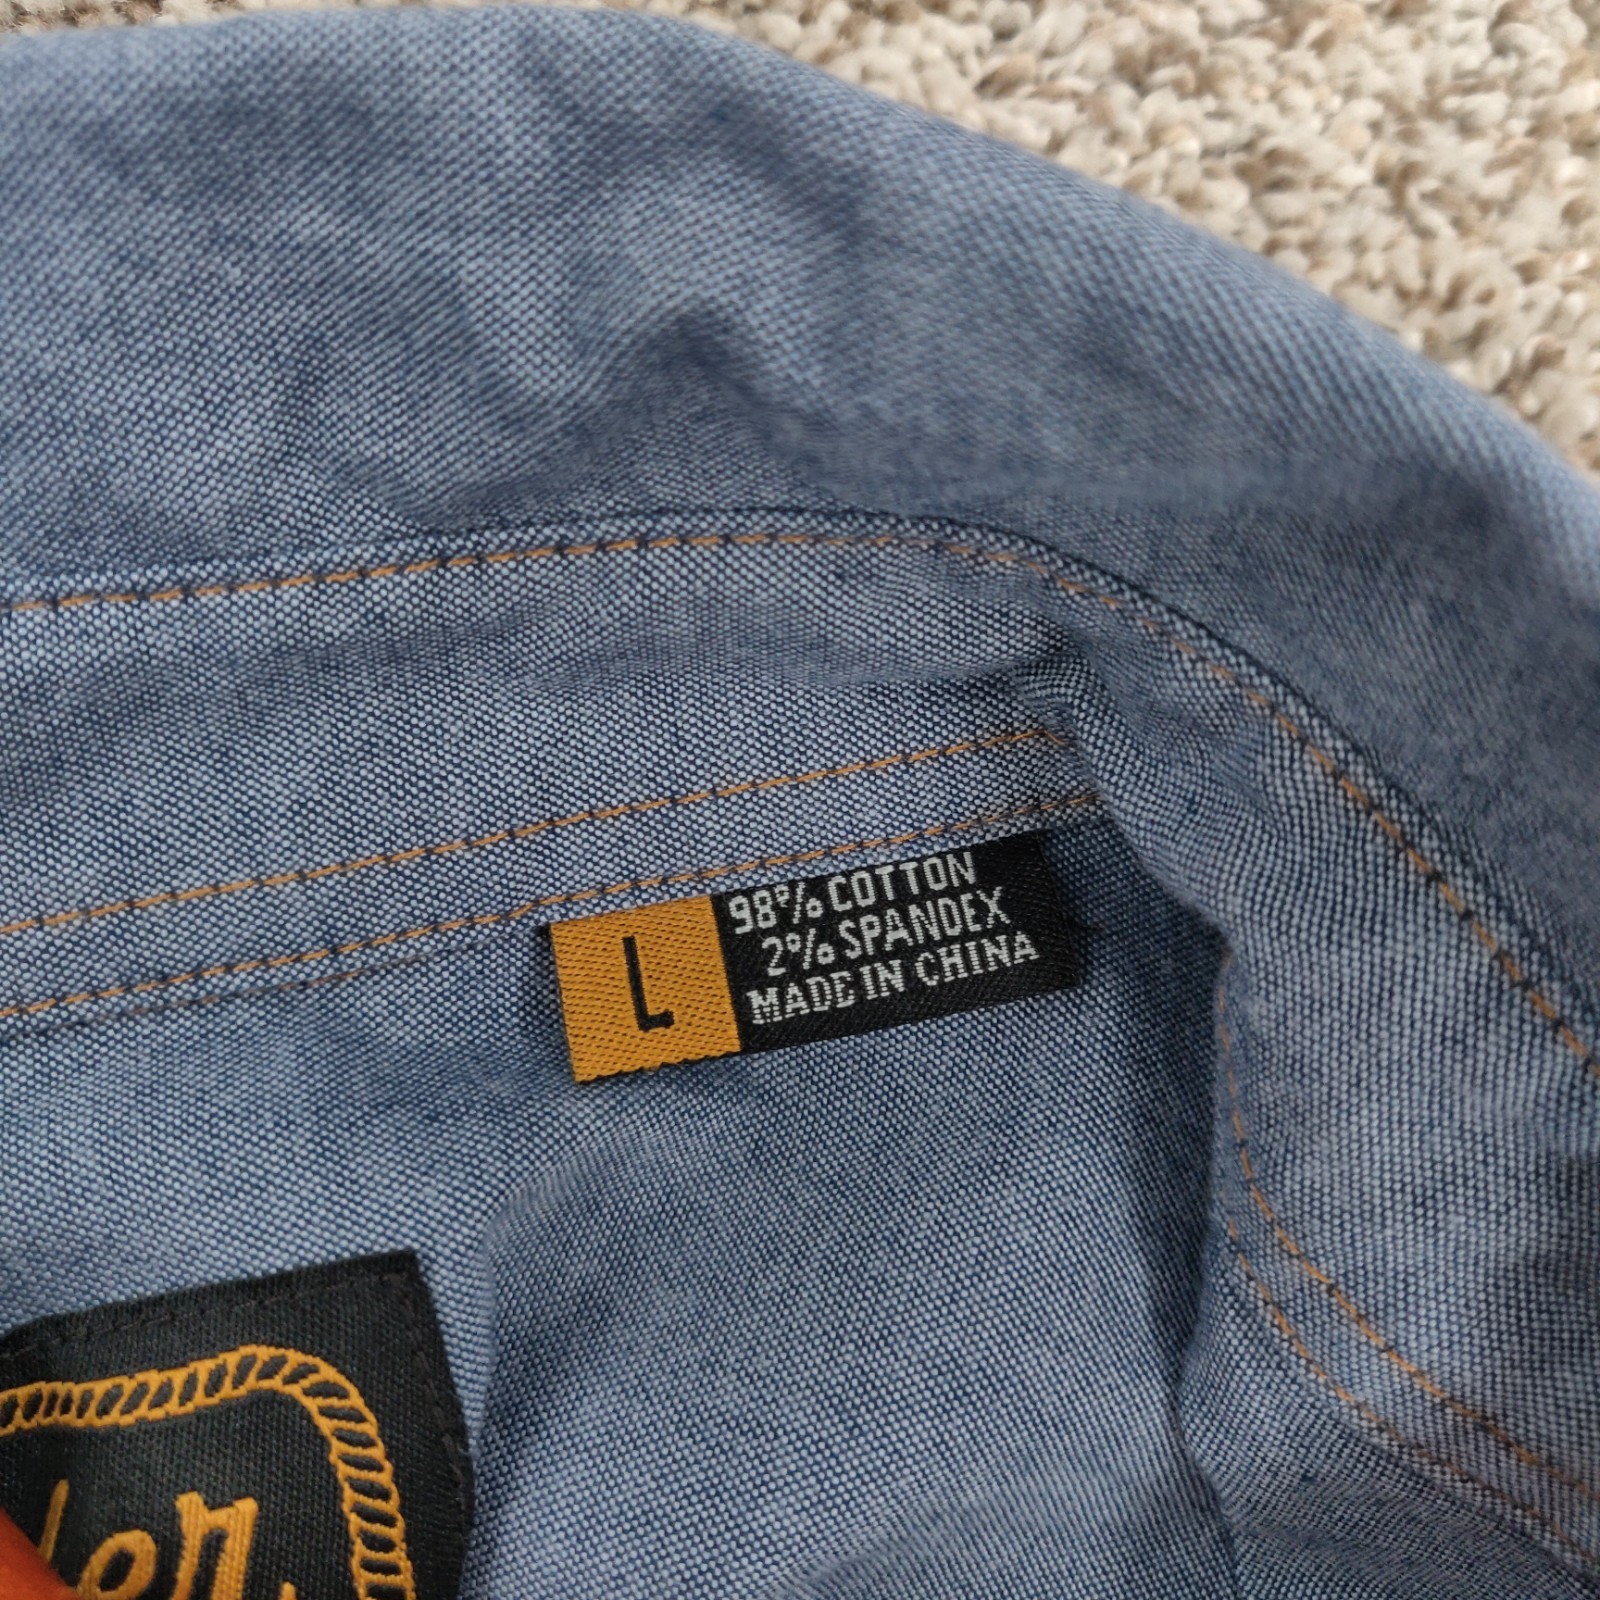 L
98% COTTON
2% SPANDEX
MADE IN CHINA